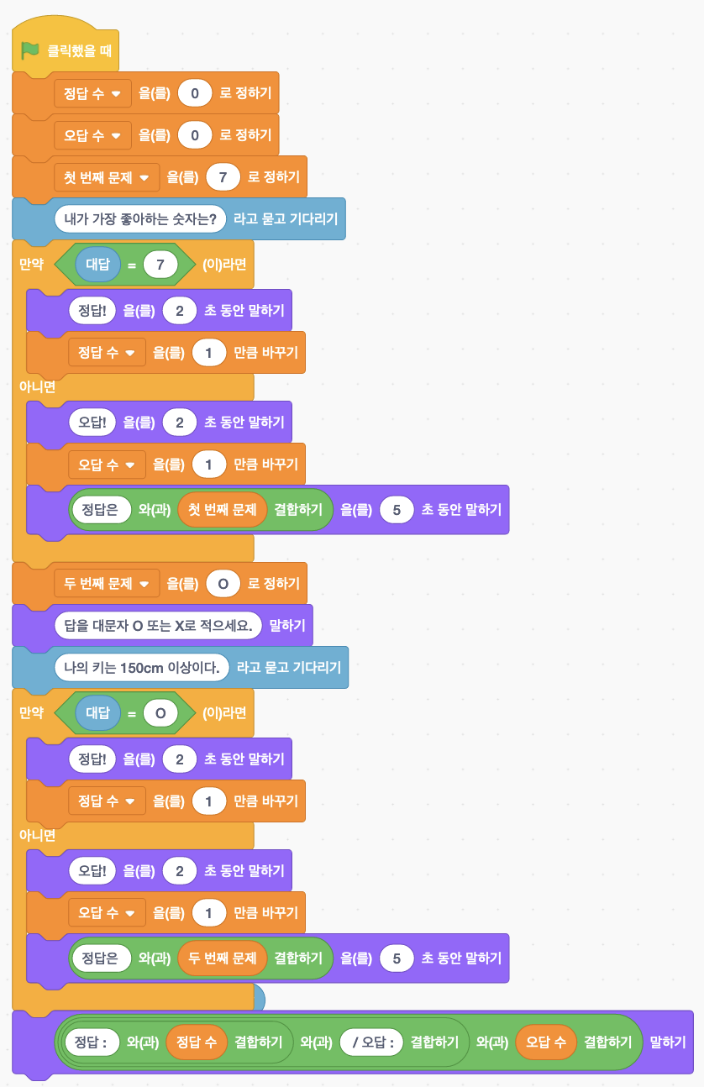 클릭했을 때
정답 수 을(를) 0 로 정하기
오답 수 을(를) 0 로 정하기
첫 번째 문제 을(를) 7 로 정하기
내가 가장 좋아하는 숫자는? 라고 묻고 기다리기
만약 대답 = 7 (이)라면
정답! 을(를) 2 초 동안 말하기
정답 수 을(를) 1 만큼 바꾸기
아니면
오답! 을(를) 2 초 동안 말하기
오답 수 을(를) 1 만큼 바꾸기
정답은 와(과) 첫 번째 문제 결합하기 을(를) 5 초 동안 말하기
두 번째 문제 을(를) O 로 정하기
답을 대문자 O 또는 X로 적으세요. 말하기
나의 키는 150cm 이상이다. 라고 묻고 기다리기
만약 대답 = O (이)라면
정답! 을(를) 2 초 동안 말하기
정답 수 을(를) 1 만큼 바꾸기
아니면
오답! 을(를) 2 초 동안 말하기
오답 수 을(를) 1 만큼 바꾸기
정답은 와(과) 두 번째 문제 결합하기 을(를) 5 초 동안 말하기
정답 : 와(과) 정답 수 결합하기 와(과) / 오답 : 결합하기 와(과) 오답 수 결합하기 말하기